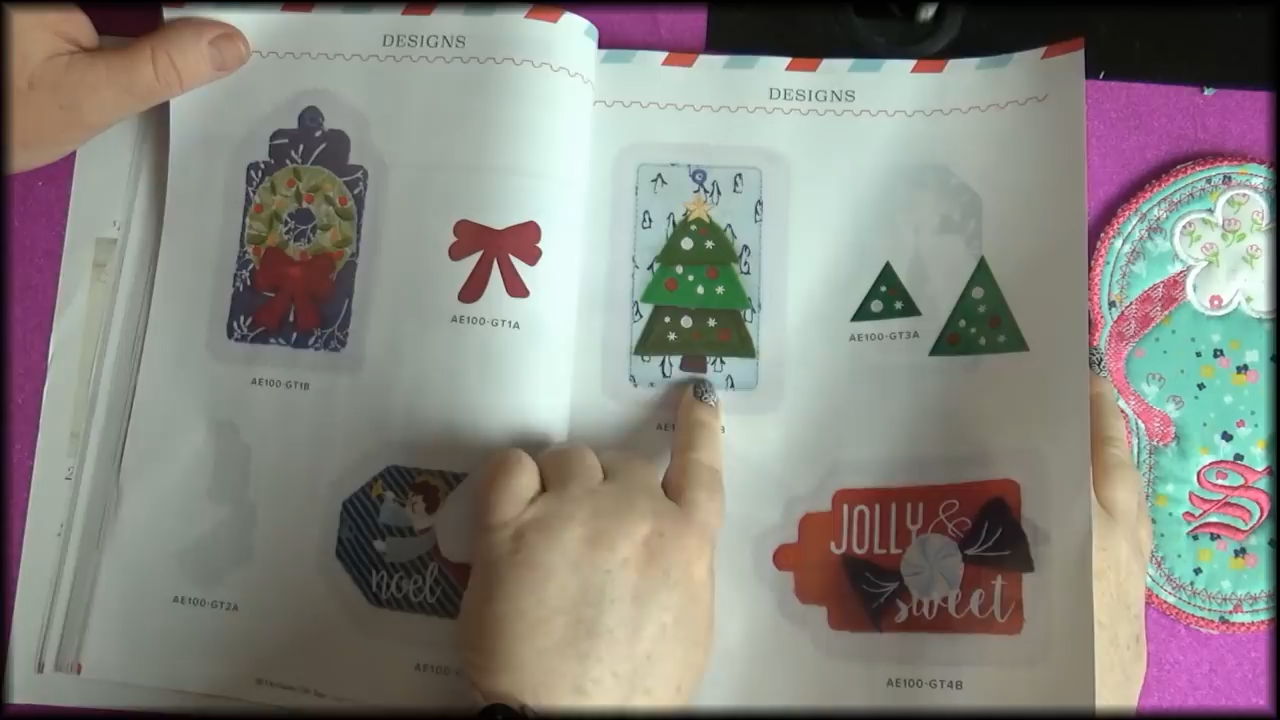 DESIGNS
AE100-GT1B
AE100-GT1A
noel
AE100-GT2A
DESIGNS
AE100-GT3A
JOLLY &
sweet
AE100-GT4B
S